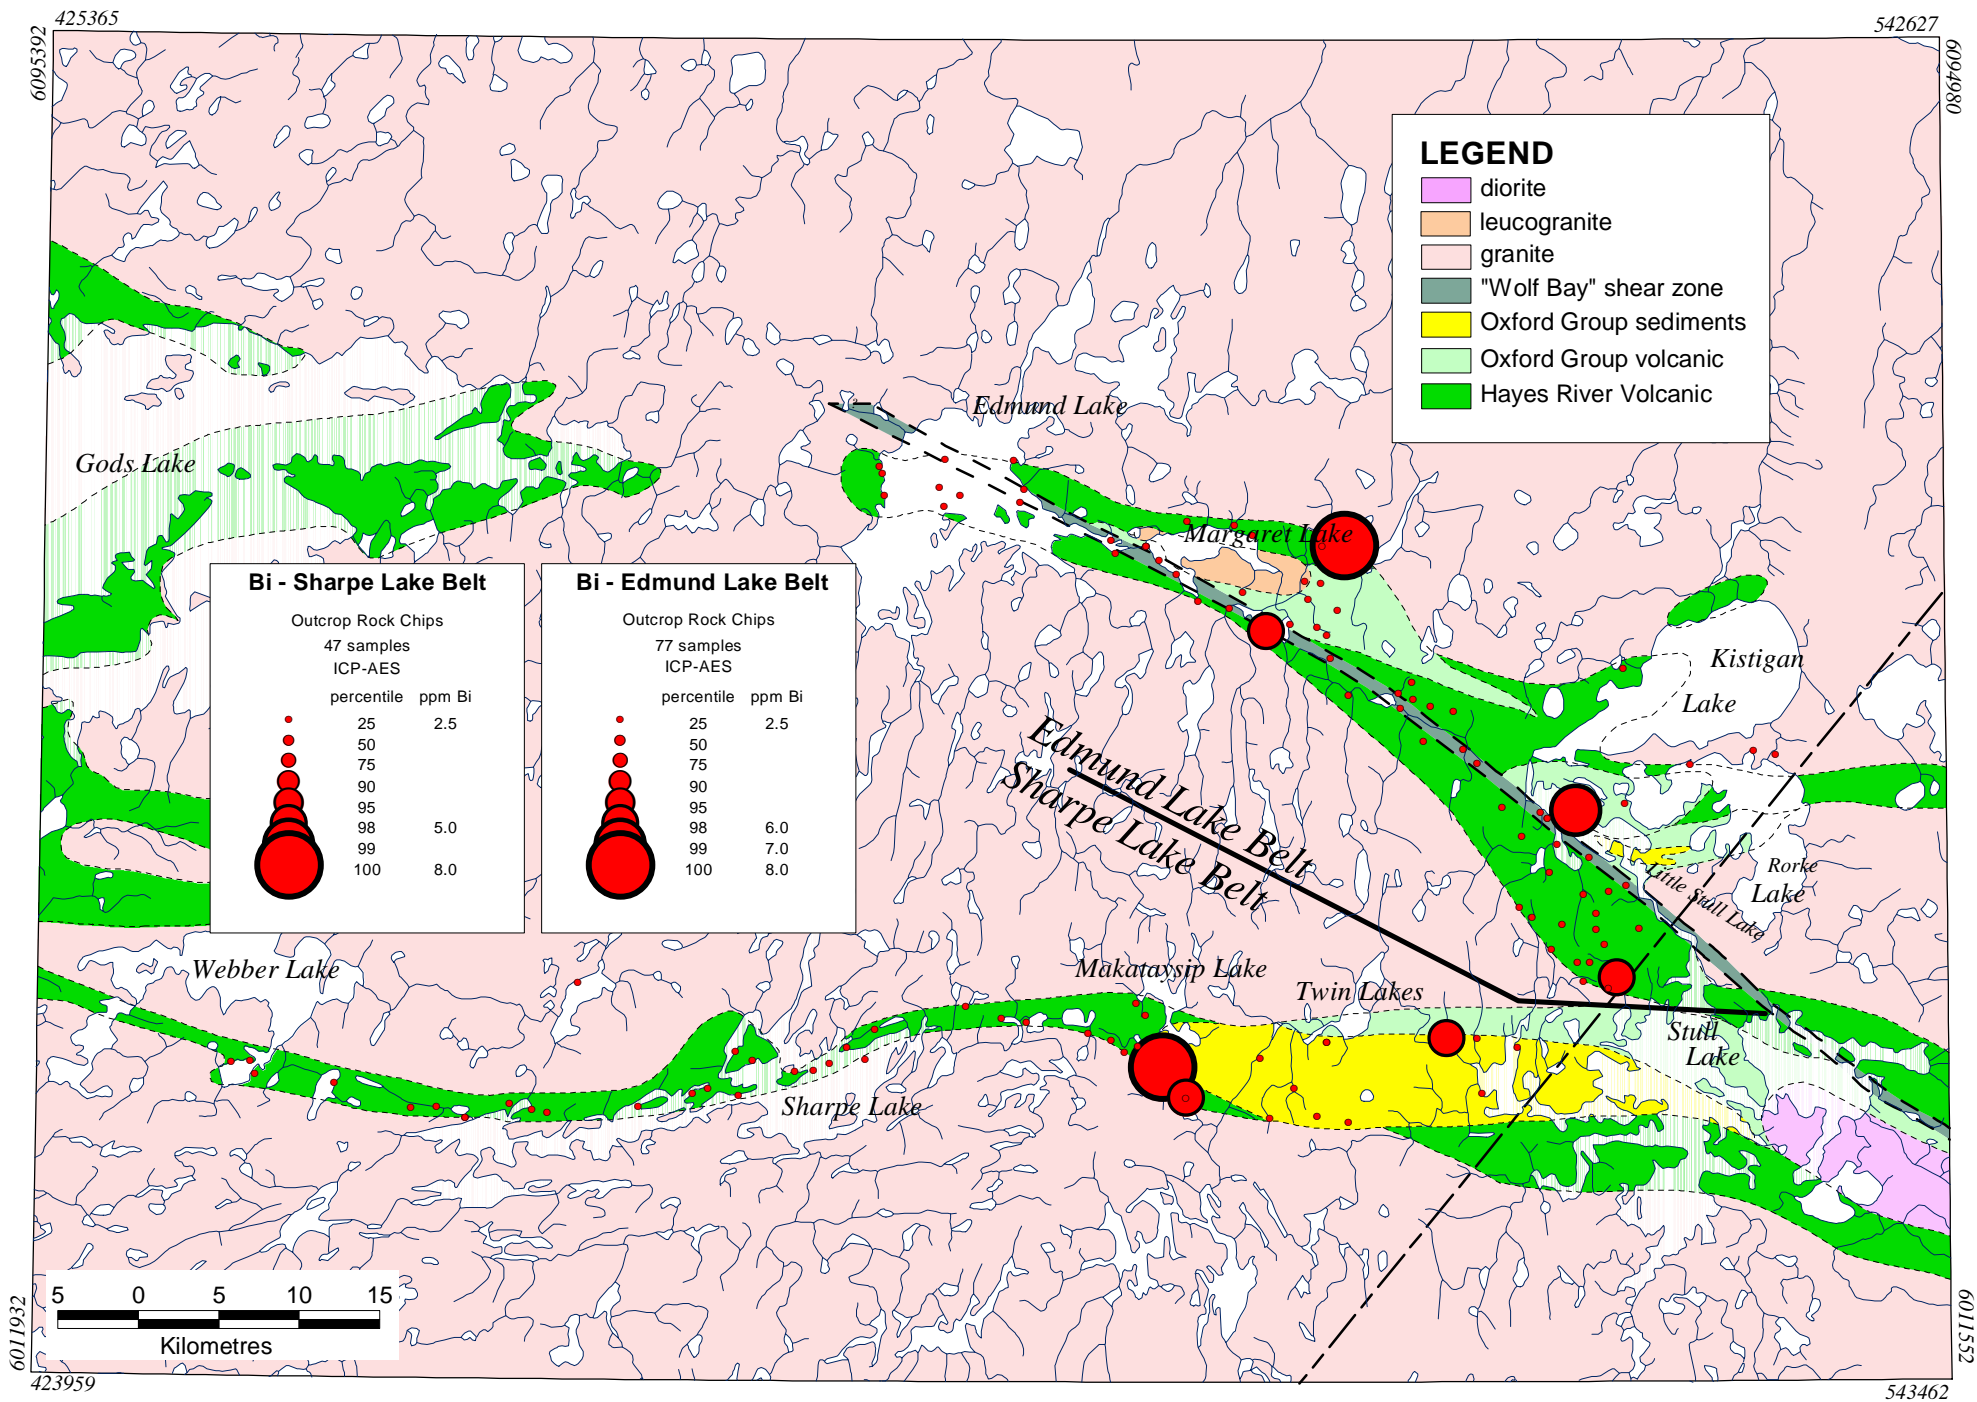 425365
542627
6095392
6094980
LEGEND
diorite
leucogranite
granite
"Wolf Bay" shear zone
Oxford Group sediments
Oxford Group volcanic
Hayes River Volcanic
Edmund Lake
Gods Lake
Margaret Lake
Kistigan
Lake
Bi - Sharpe Lake Belt
Outcrop Rock Chips
47 samples
ICP-AES
percentile ppm Bi
25 2.5
50
75
90
95
98 5.0
99
100 8.0
Bi - Edmund Lake Belt
Outcrop Rock Chips
77 samples
ICP-AES
percentile ppm Bi
25 2.5
50
75
90
95
98 6.0
99 7.0
100 8.0
Edmund Lake Belt
Sharpe Lake Belt
Rorke
Lake
Little Stull Lake
Webber Lake
Makataysip Lake
Twin Lakes
Stull
Lake
Sharpe Lake
5 0 5 10 15
Kilometres
6011932
6011552
423959
543462